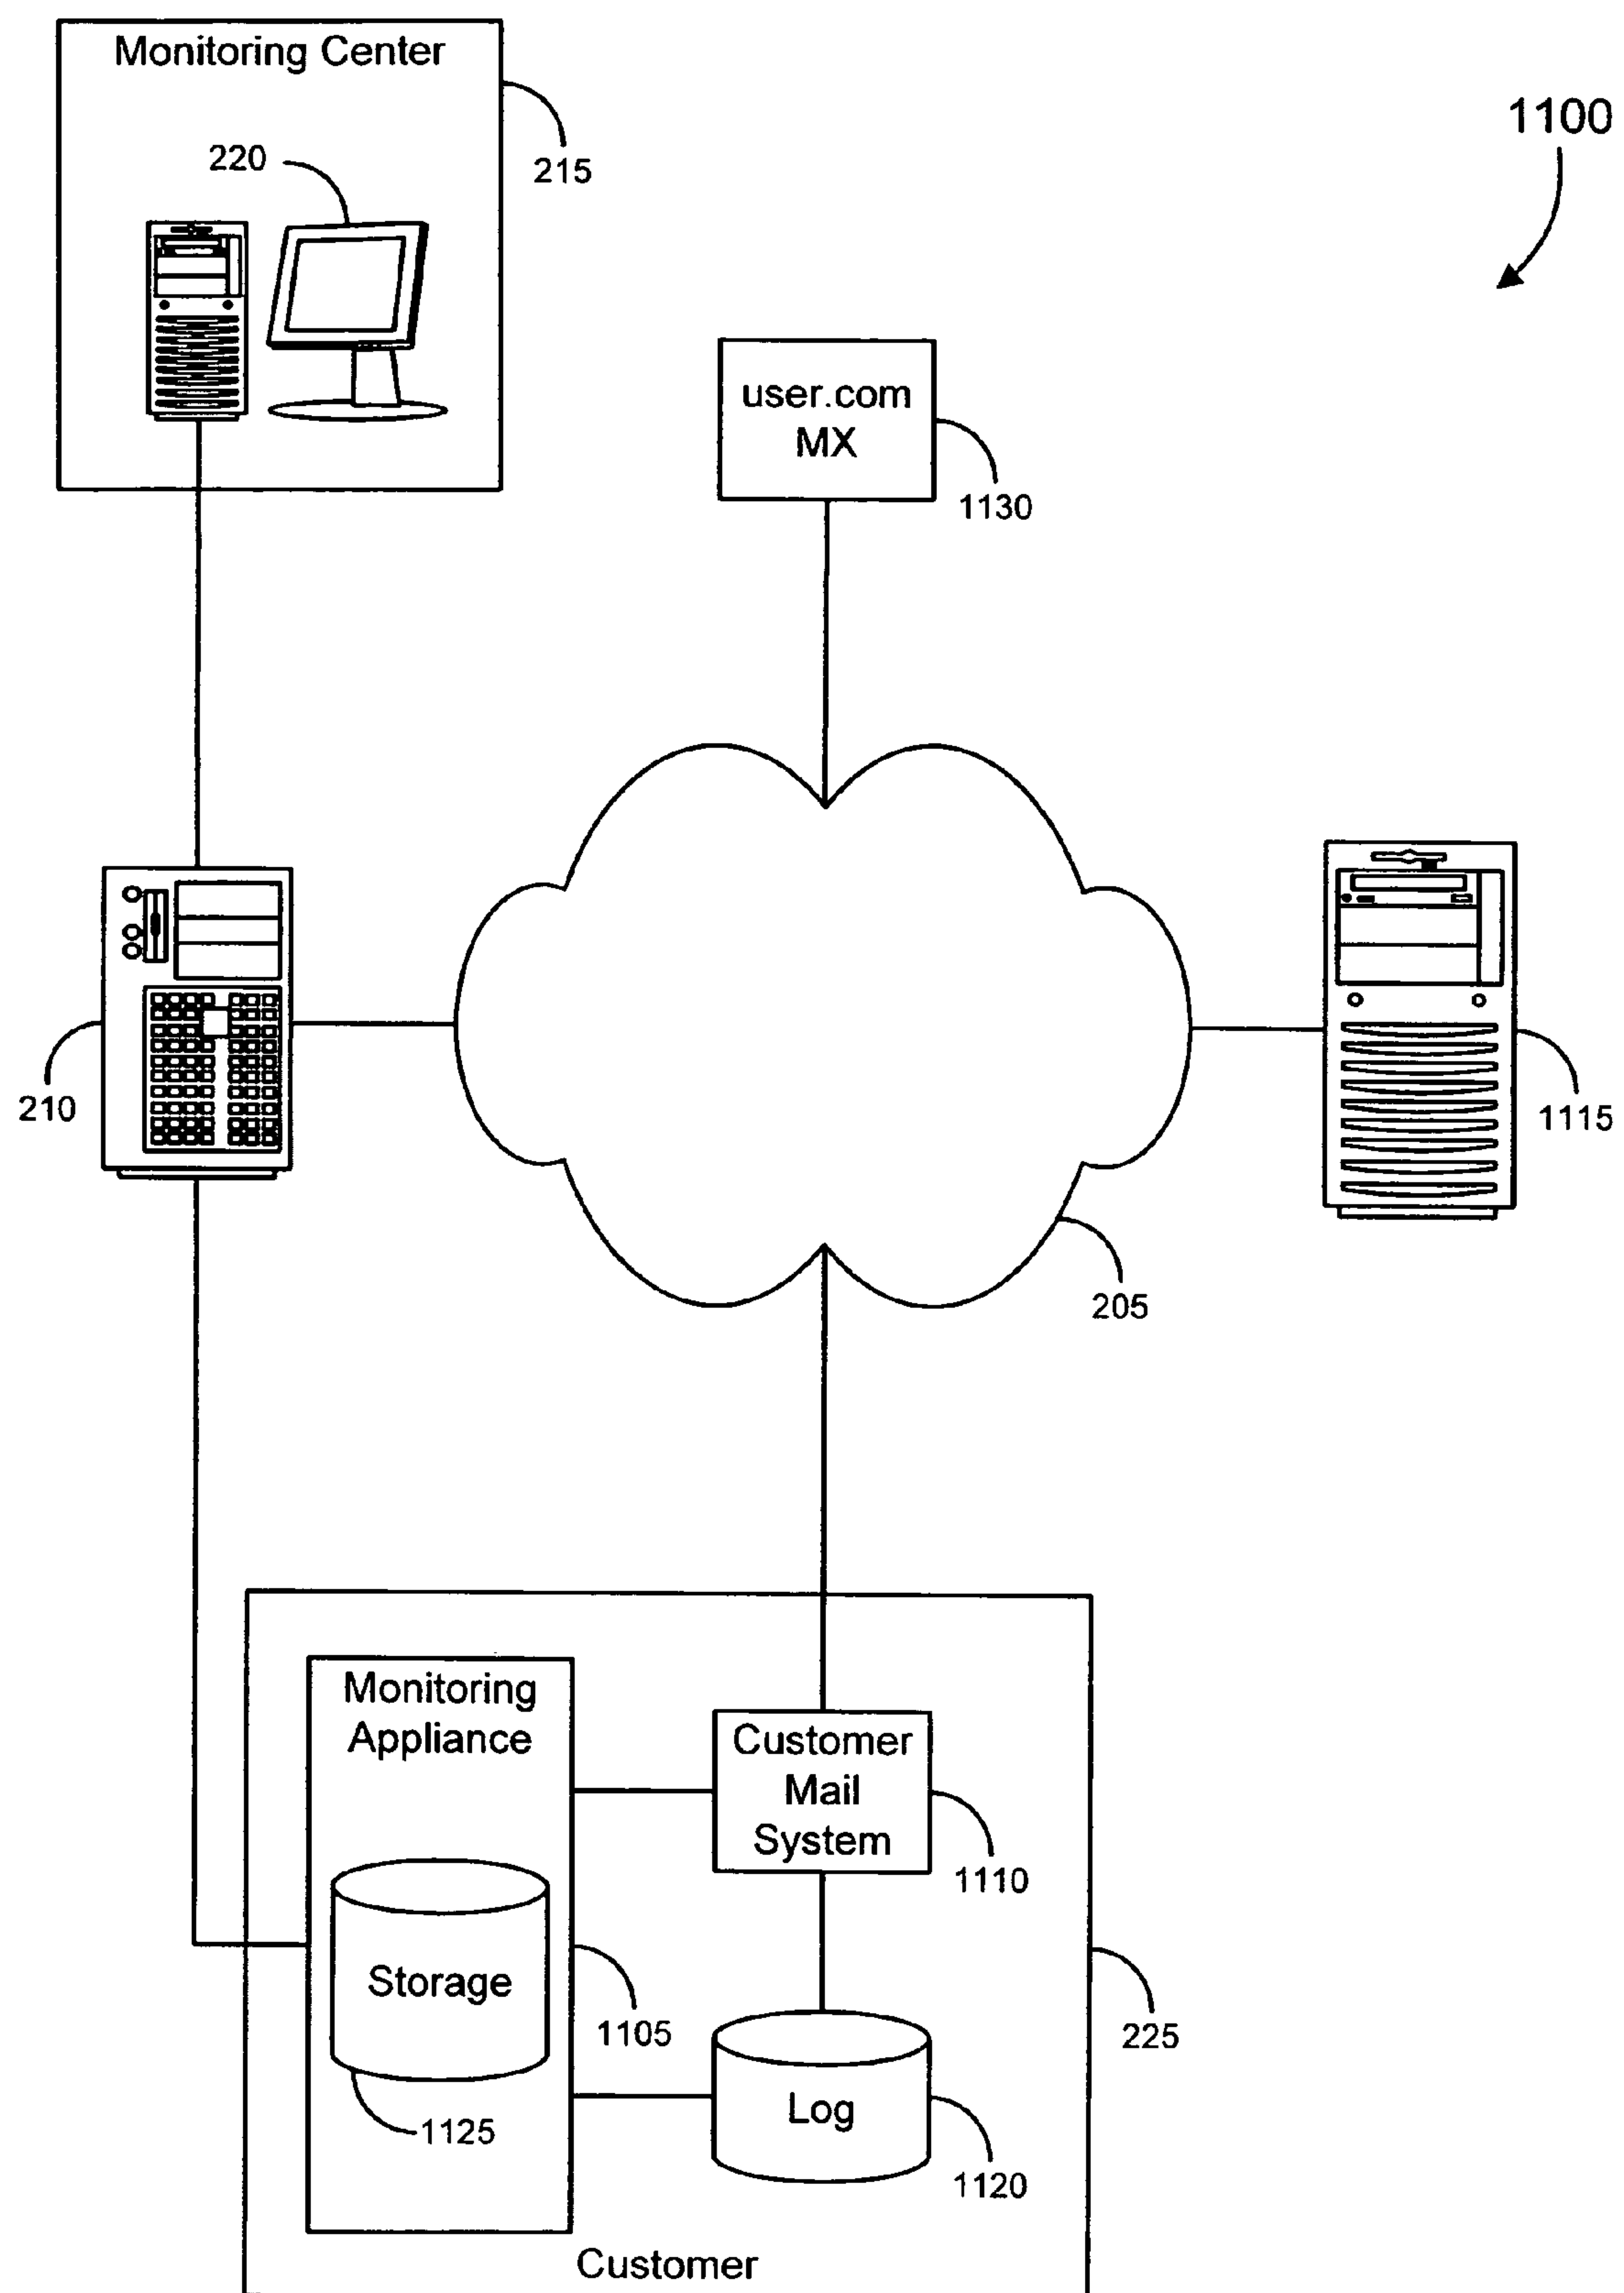 Monitoring Center
215
220
1100
user.com
MX
1130
210
1115
205
Monitoring
Appliance
Customer
Mail
System
1110
Storage
1105
225
Log
1125
1120
Customer